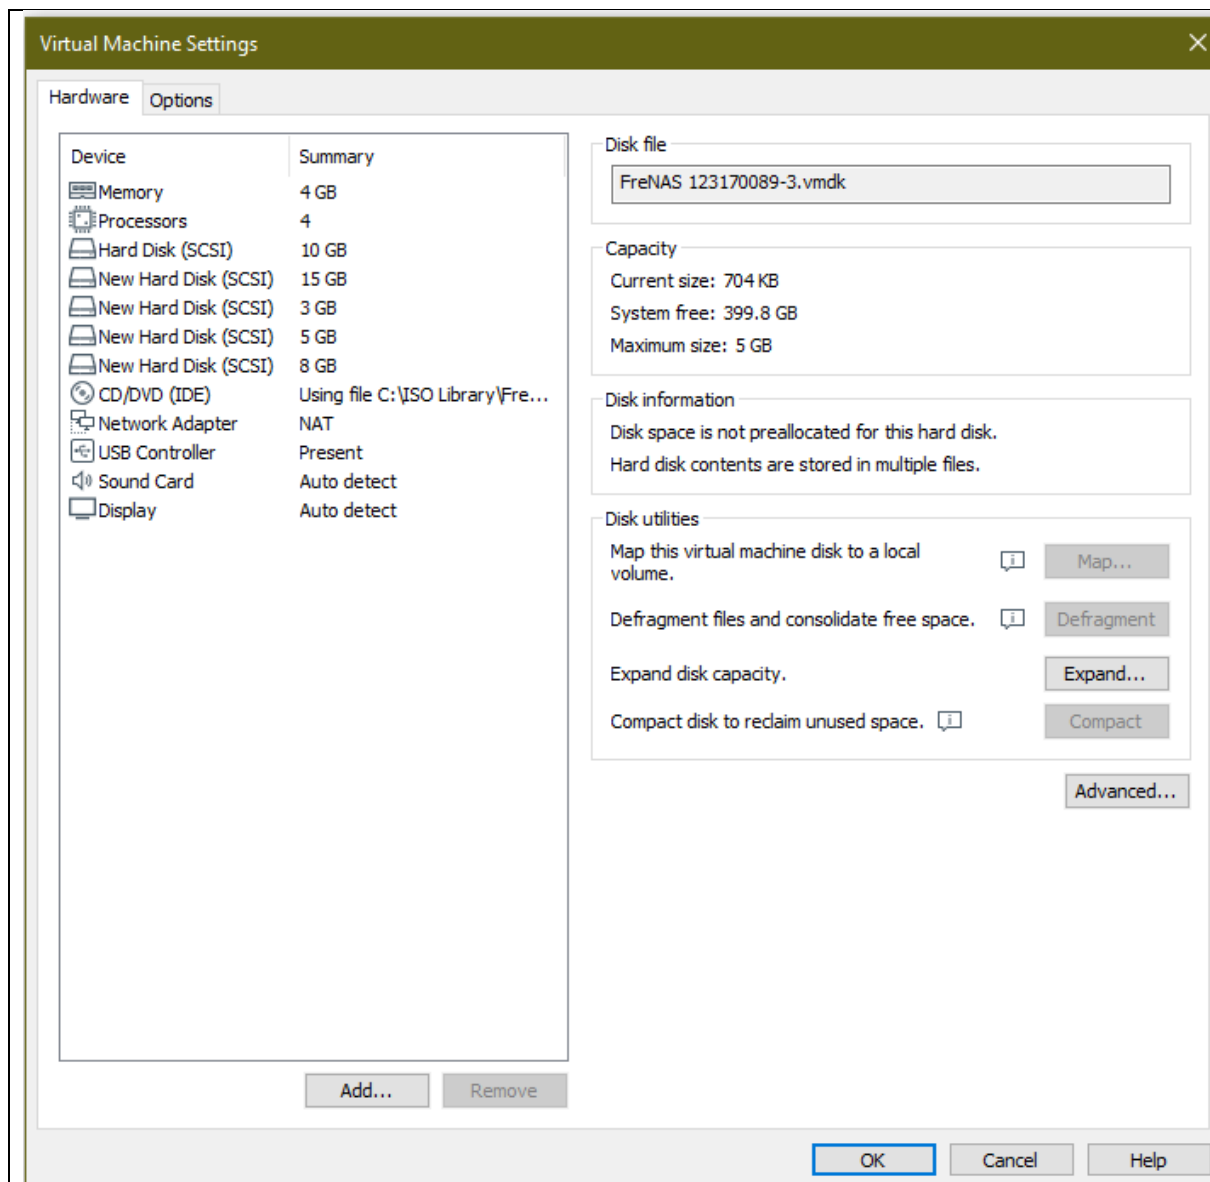 Virtual Machine Settings
Hardware Options
Device Summary
Memory 4 GB
Processors 4
Hard Disk (SCSI) 10 GB
New Hard Disk (SCSI) 15 GB
New Hard Disk (SCSI) 3 GB
New Hard Disk (SCSI) 5 GB
New Hard Disk (SCSI) 8 GB
CD/DVD (IDE) Using file C:\ISO Library\Fre...
Network Adapter NAT
USB Controller Present
Sound Card Auto detect
Display Auto detect
Add... Remove
Disk file
FreNAS 123170089-3.vmdk
Capacity
Current size: 704 KB
System free: 399.8 GB
Maximum size: 5 GB
Disk information
Disk space is not preallocated for this hard disk.
Hard disk contents are stored in multiple files.
Disk utilities
Map this virtual machine disk to a local
volume.
Map...
Defragment files and consolidate free space. Defragment
Expand disk capacity. Expand...
Compact disk to reclaim unused space. Compact
Advanced...
OK Cancel Help